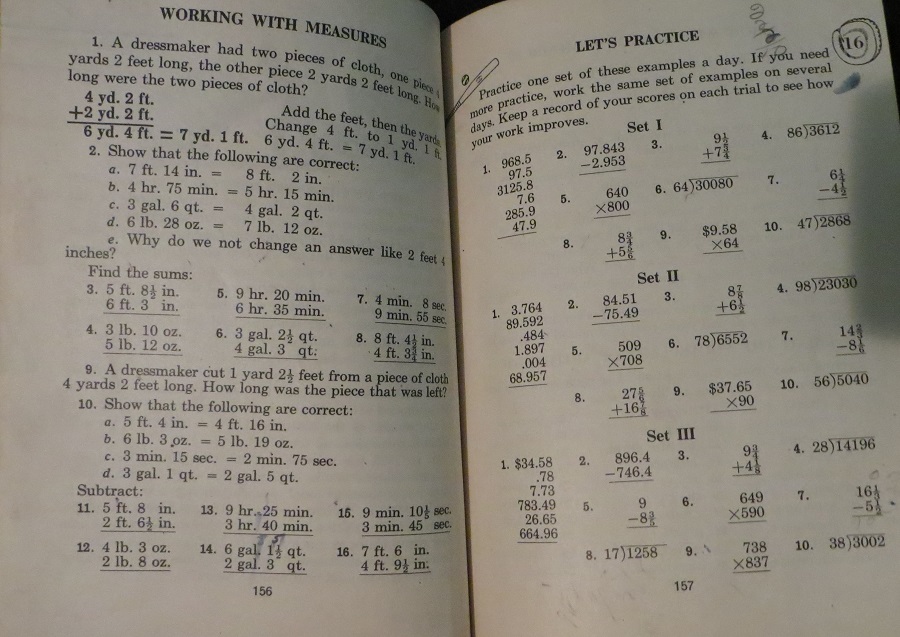 WORKING WITH MEASURES
1. A dressmaker had two pieces of cloth, one piece 4
yards 2 feet long, the other piece 2 yards 2 feet long. How
long were the two pieces of cloth?
4 yd. 2 ft.
+2 yd. 2 ft.
6 yd. 4 ft. = 7 yd. 1 ft.
Add the feet, then the yards.
Change 4 ft. to 1 yd. 1 ft.
6 yd. 4 ft. = 7 yd. 1 ft.
2. Show that the following are correct:
a. 7 ft. 14 in. = 8 ft. 2 in.
b. 4 hr. 75 min. = 5 hr. 15 min.
c. 3 gal. 6 qt. = 4 gal. 2 qt.
d. 6 lb. 28 oz. = 7 lb. 12 oz.
e. Why do we not change an answer like 2 feet 4
inches?
Find the sums:
3. 5 ft. 8½ in.
6 ft. 3 in.
5. 9 hr. 20 min.
6 hr. 35 min.
7. 4 min. 8 sec.
9 min. 55 sec.
4. 3 lb. 10 oz.
5 lb. 12 oz.
6. 3 gal. 2½ qt.
4 gal. 3 qt.
8. 8 ft. 4½ in.
4 ft. 3¾ in.
9. A dressmaker cut 1 yard 2½ feet from a piece of cloth
4 yards 2 feet long. How long was the piece that was left?
10. Show that the following are correct:
a. 5 ft. 4 in. = 4 ft. 16 in.
b. 6 lb. 3 oz. = 5 lb. 19 oz.
c. 3 min. 15 sec. = 2 min. 75 sec.
d. 3 gal. 1 qt. = 2 gal. 5 qt.
Subtract:
11. 5 ft. 8 in.
2 ft. 6½ in.
13. 9 hr. 25 min.
3 hr. 40 min.
15. 9 min. 10½ sec.
3 min. 45 sec.
12. 4 lb. 3 oz.
2 lb. 8 oz.
14. 6 gal. 1½ qt.
2 gal. 3 qt.
16. 7 ft. 6 in.
4 ft. 9½ in.
156
16
LET'S PRACTICE
Practice one set of these examples a day. If you need
more practice, work the same set of examples on several
days. Keep a record of your scores on each trial to see how
your work improves.
Set I
1. 968.5
97.5
3125.8
7.6
285.9
47.9
2. 97.843
−2.953
3. 9½
+7¾
4. 86)3612
5. 640
×800
6. 64)30080
7. 6¼
−4½
8. 8¾
+5⅚
9. $9.58
×64
10. 47)2868
Set II
1. 3.764
89.592
.484
1.897
.004
68.957
2. 84.51
−75.49
3. 8⅞
+6½
4. 98)23030
5. 509
×708
6. 78)6552
7. 14⅔
−8⅙
8. 27⅚
+16⅞
9. $37.65
×90
10. 56)5040
Set III
1. $34.58
.78
7.73
783.49
26.65
664.96
2. 896.4
−746.4
3. 9¾
4. 28)14196
5. 9
6. 649
×590
7. 16¼
−5½
8. 17)1258
9. 738
×837
10. 38)3002
157